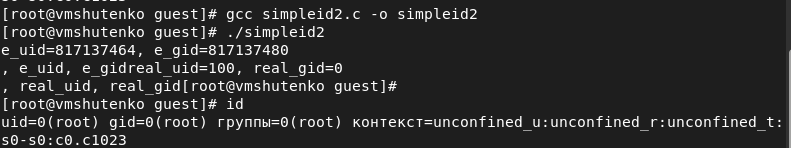 [root@vmshutenko guest]# gcc simpleid2.c -o simpleid2
[root@vmshutenko guest]# ./simpleid2
e_uid=817137464, e_gid=817137480
, e_uid, e_gidreal_uid=100, real_gid=0
, real_uid, real_gid[root@vmshutenko guest]#
[root@vmshutenko guest]# id
uid=0(root) gid=0(root) группы=0(root) контекст=unconfined_u:unconfined_r:unconfined_t:
s0-s0:c0.c1023